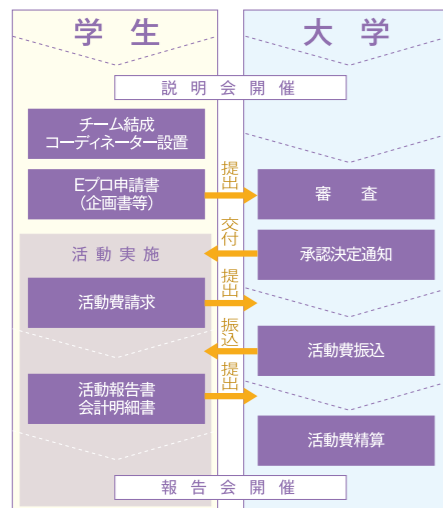 学生
大学
説明会開催
チーム結成
コーディネーター設置
提出
Eプロ申請書
(企画書等)
審査
交付
活動実施
承認決定通知
提出
活動費請求
振込
活動費振込
提出
活動報告書
会計明細書
活動費精算
報告会開催